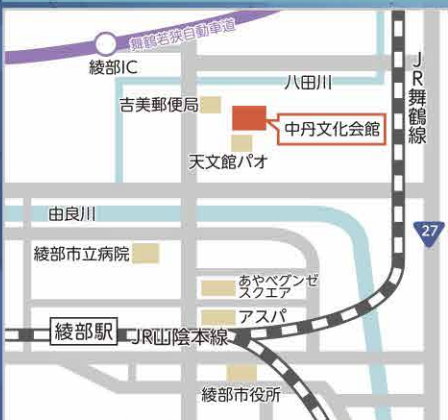 舞鶴若狭自動車道
綾部IC
八田川
JR舞鶴線
吉美郵便局
中丹文化会館
天文館パオ
由良川
27
綾部市立病院
あやべグンゼ
スクエア
アスパ
綾部駅
JR山陰本線
綾部市役所